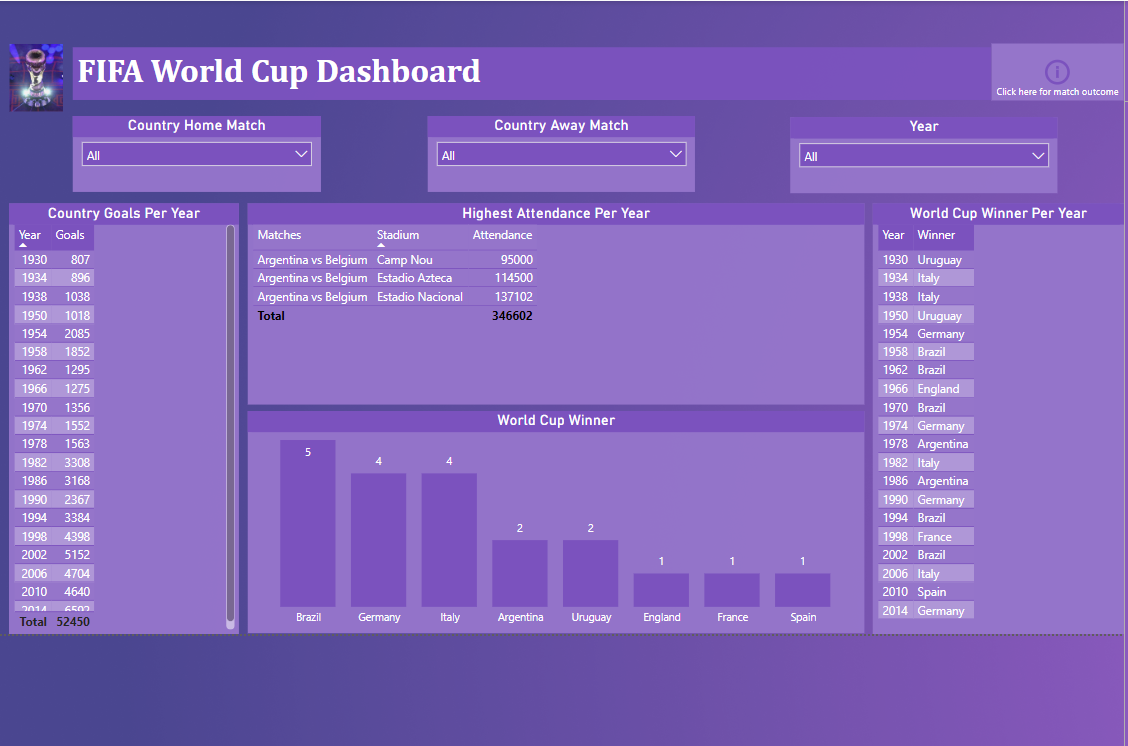 FIFA World Cup Dashboard
Click here for match outcome
Country Home Match
All
Country Away Match
All
Year
All
Country Goals Per Year
Year Goals
1930 807
1934 896
1938 1038
1950 1018
1954 2085
1958 1852
1962 1295
1966 1275
1970 1356
1974 1552
1978 1563
1982 3308
1986 3168
1990 2367
1994 3384
1998 4398
2002 5152
2006 4704
2010 4640
2014 6592
Total 52450
Highest Attendance Per Year
Matches Stadium Attendance
Argentina vs Belgium Camp Nou 95000
Argentina vs Belgium Estadio Azteca 114500
Argentina vs Belgium Estadio Nacional 137102
Total 346602
World Cup Winner
5 4 4 2 2 1 1 1
Brazil Germany Italy Argentina Uruguay England France Spain
World Cup Winner Per Year
Year Winner
1930 Uruguay
1934 Italy
1938 Italy
1950 Uruguay
1954 Germany
1958 Brazil
1962 Brazil
1966 England
1970 Brazil
1974 Germany
1978 Argentina
1982 Italy
1986 Argentina
1990 Germany
1994 Brazil
1998 France
2002 Brazil
2006 Italy
2010 Spain
2014 Germany